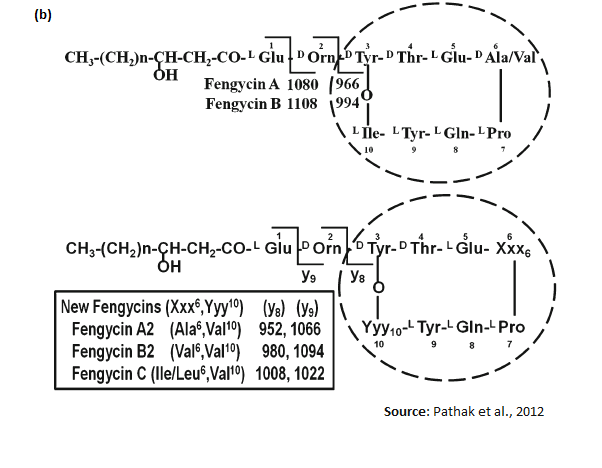 (b)
1 2 3 4 5 6
CH₃-(CH₂)n-CH-CH₂-CO-ᴸ Glu ᴰ Orn ᴰ Tyr-ᴰ Thr-ᴸ Glu-ᴰ Ala/Val
OH
Fengycin A 1080 966
Fengycin B 1108 994
O
ᴸ Ile- ᴸ Tyr- ᴸ Gln- ᴸ Pro
10 9 8 7
1 2 3 4 5 6
CH₃-(CH₂)n-CH-CH₂-CO-ᴸ Glu ᴰ Orn ᴰ Tyr-ᴰ Thr-ᴸ Glu- Xxx₆
OH
y₉ y₈
O
New Fengycins (Xxx⁶,Yyy¹⁰) (y₈) (y₉)
Fengycin A2 (Ala⁶,Val¹⁰) 952, 1066
Fengycin B2 (Val⁶,Val¹⁰) 980, 1094
Fengycin C (Ile/Leu⁶,Val¹⁰) 1008, 1022
Yyy₁₀-ᴸ Tyr-ᴸ Gln-ᴸ Pro
10 9 8 7
Source: Pathak et al., 2012